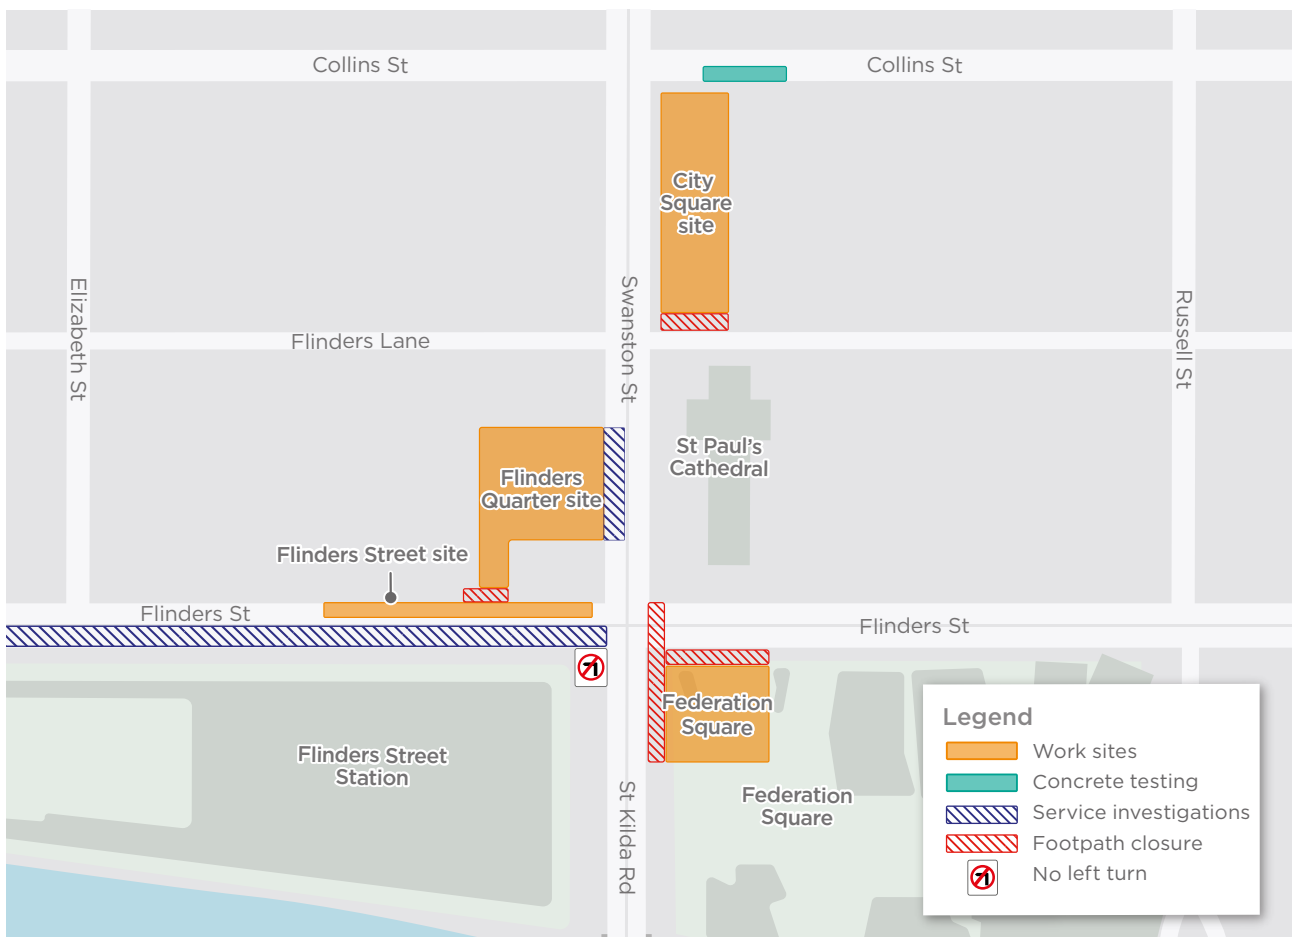 Collins St
Collins St
City
Square
site
Elizabeth St
Swanston St
Russell St
Flinders Lane
St Paul's
Cathedral
Flinders
Quarter site
Flinders Street site
Flinders St
Flinders St
Federation
Square
Flinders Street
Station
St Kilda Rd
Federation
Square
Legend
Work sites
Concrete testing
Service investigations
Footpath closure
No left turn